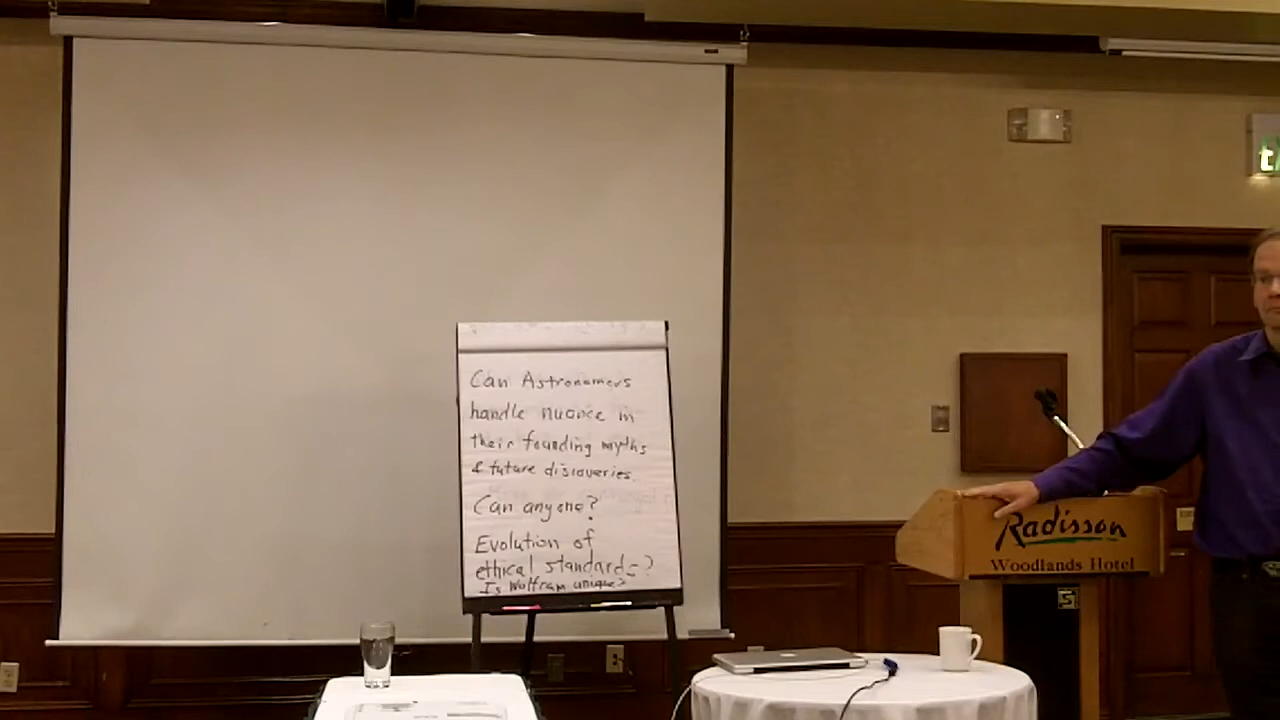 Can Astronomers
handle nuance in
their founding myths
& future discoveries.
Can anyone?
Evolution of
ethical standards?
Is Wolfram unique?
Radisson
Woodlands Hotel